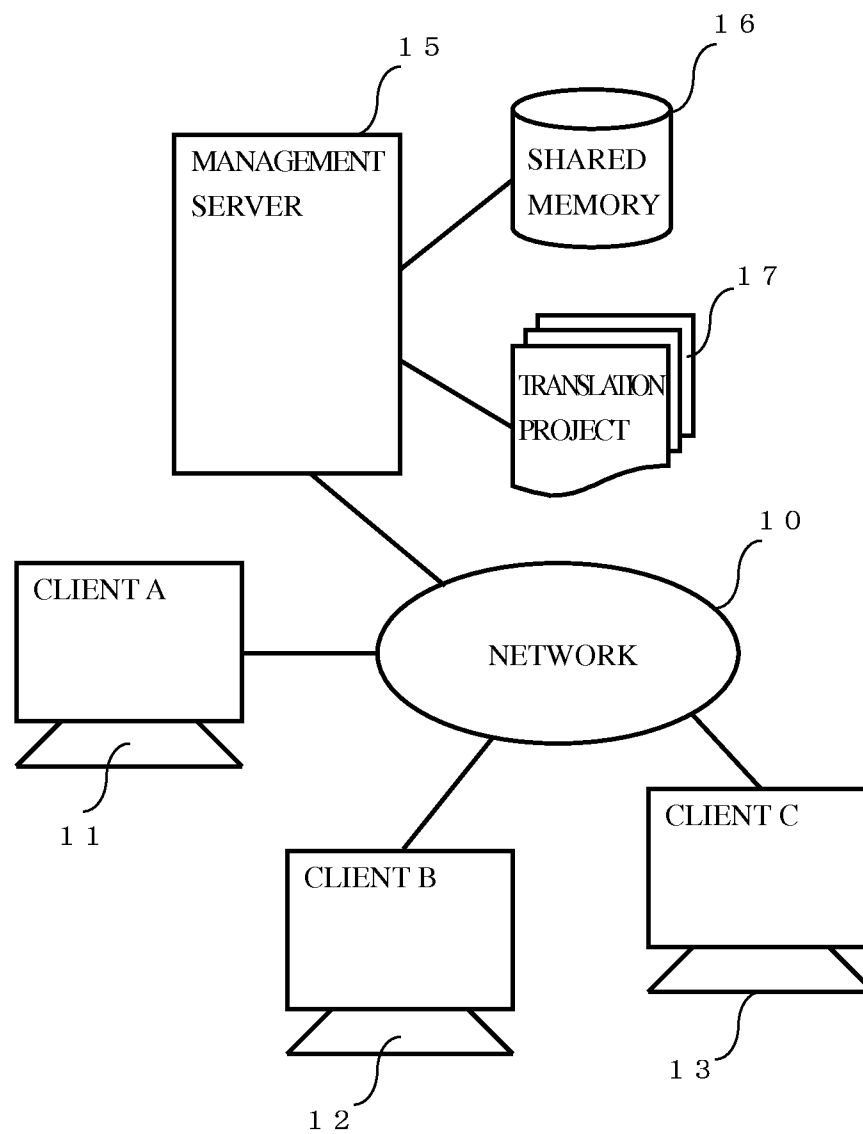 16
15
SHARED
MEMORY
MANAGEMENT
SERVER
17
TRANSLATION
PROJECT
10
CLIENT A
NETWORK
11
CLIENT C
CLIENT B
13
12